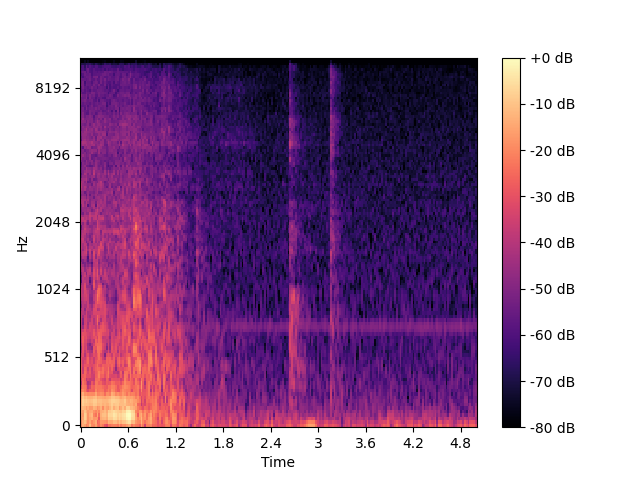 +0 dB
8192
-10 dB
4096
-20 dB
-30 dB
2048
Hz
-40 dB
1024
-50 dB
512
-60 dB
-70 dB
0
-80 dB
0 0.6 1.2 1.8 2.4 3 3.6 4.2 4.8
Time